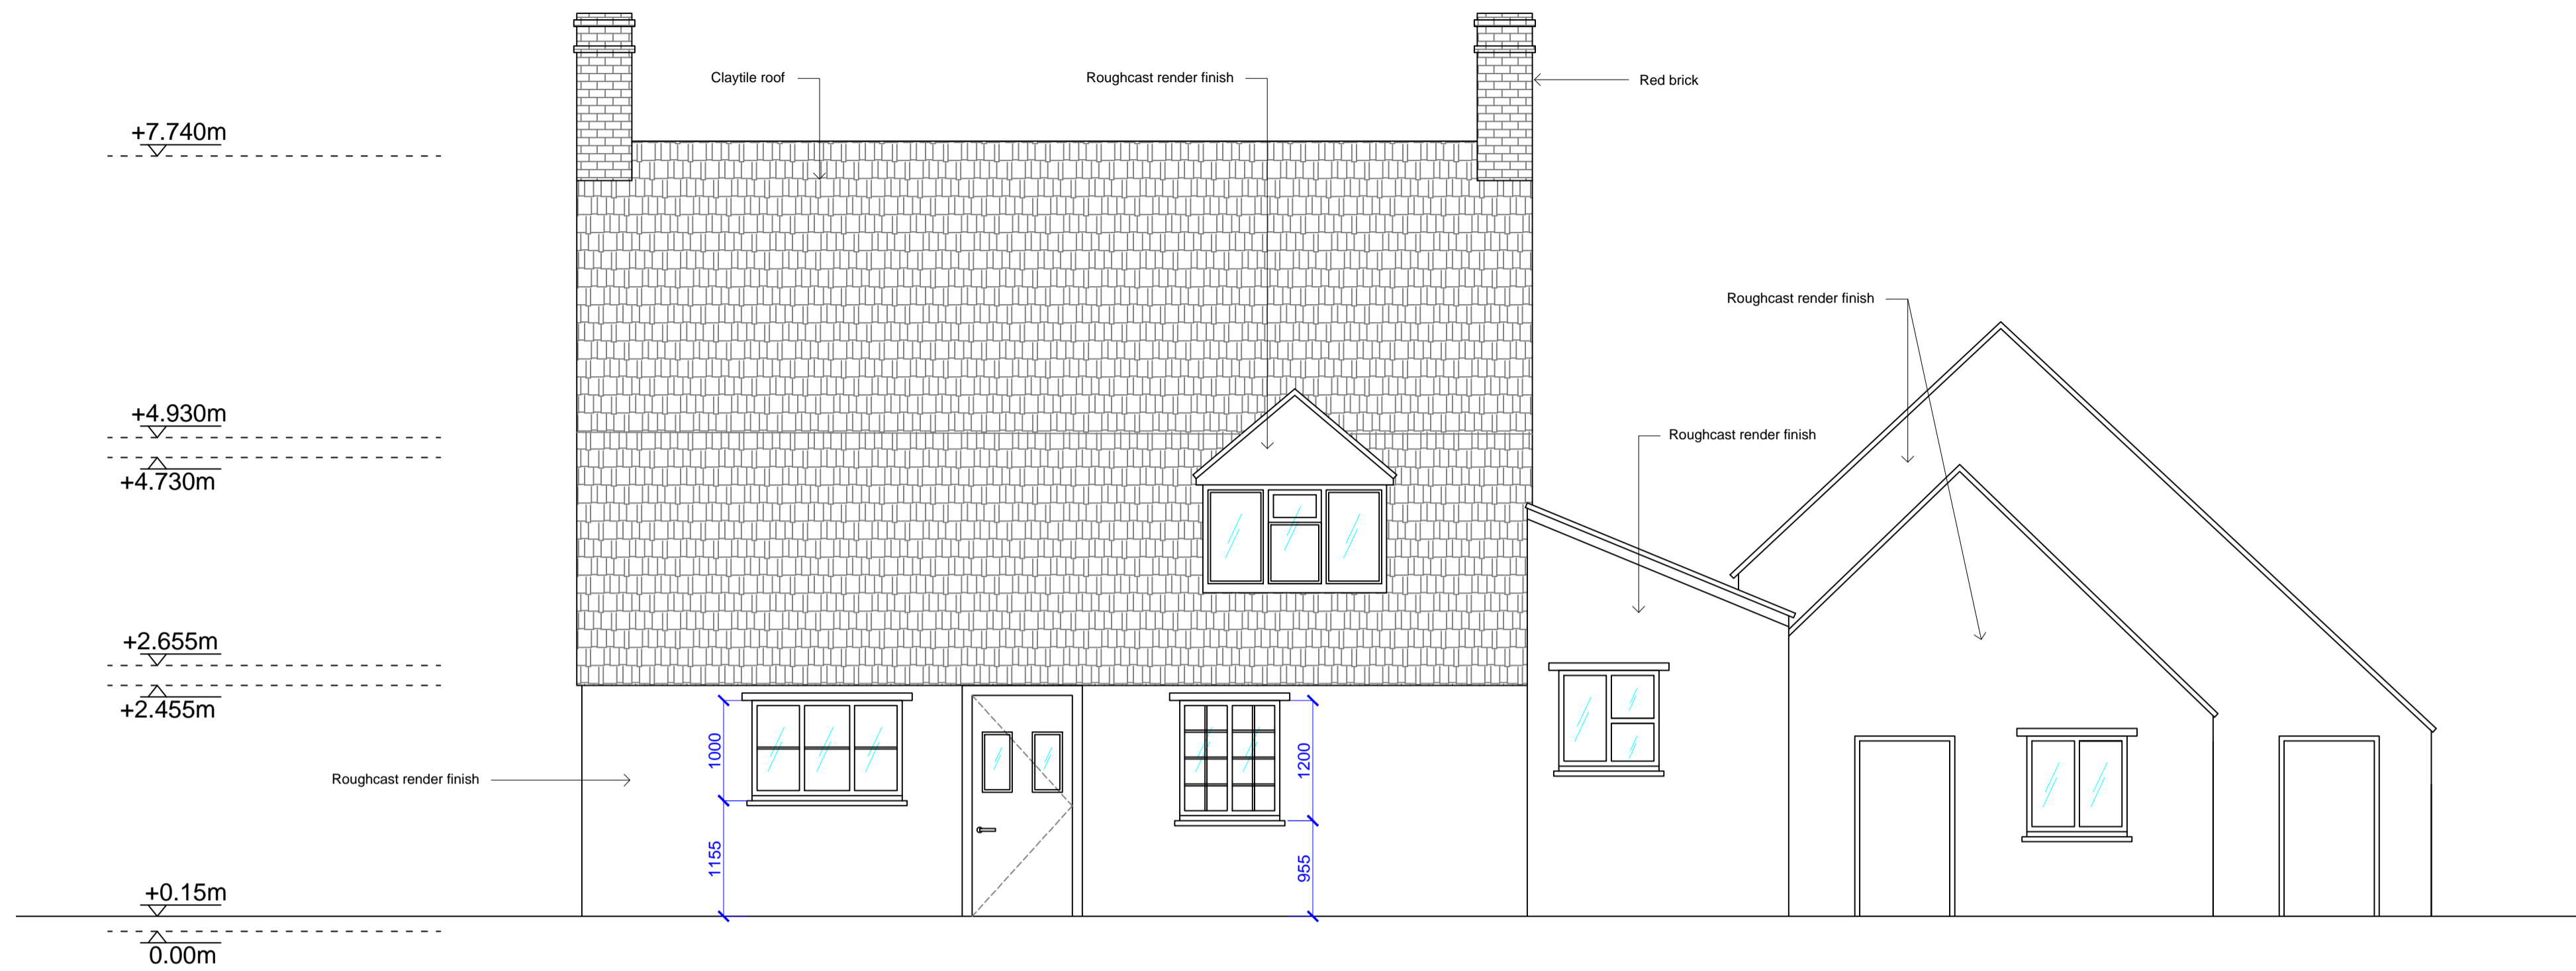 Claytile roof
Roughcast render finish
Red brick
+7.740m
Roughcast render finish
+4.930m
Roughcast render finish
+4.730m
+2.655m
+2.455m
1000
1200
Roughcast render finish
1155
955
+0.15m
0.00m